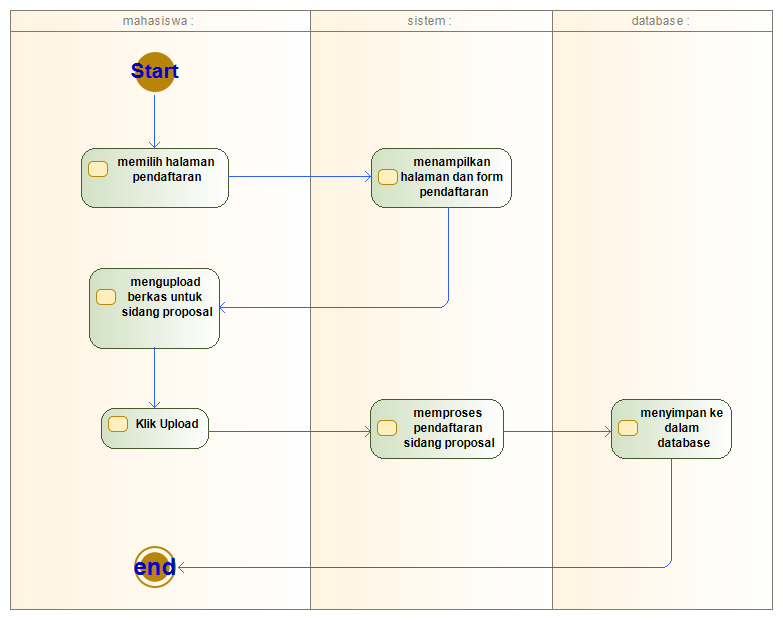 mahasiswa :
sistem :
database :
Start
memilih halaman
pendaftaran
menampilkan
halaman dan form
pendaftaran
mengupload
berkas untuk
sidang proposal
Klik Upload
memproses
pendaftaran
sidang proposal
menyimpan ke
dalam
database
end